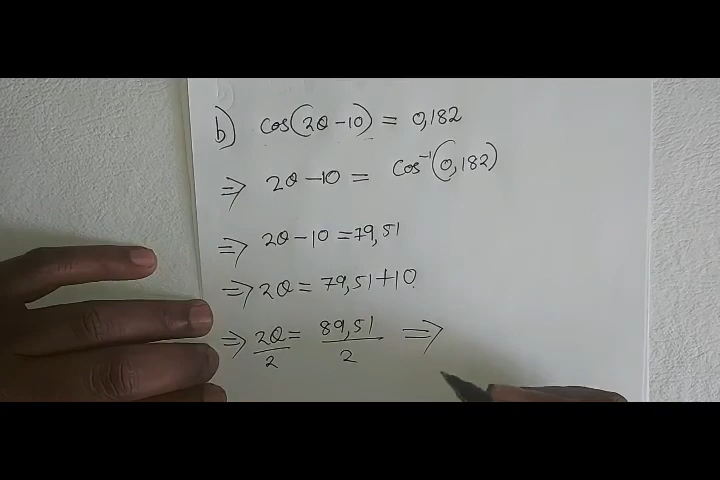 b) cos(2θ-10) = 0,182
⇒ 2θ-10 = cos⁻¹(0,182)
⇒ 2θ-10 = 79,51
⇒ 2θ = 79,51+10
⇒ 2θ/2 = 89,51/2 ⇒